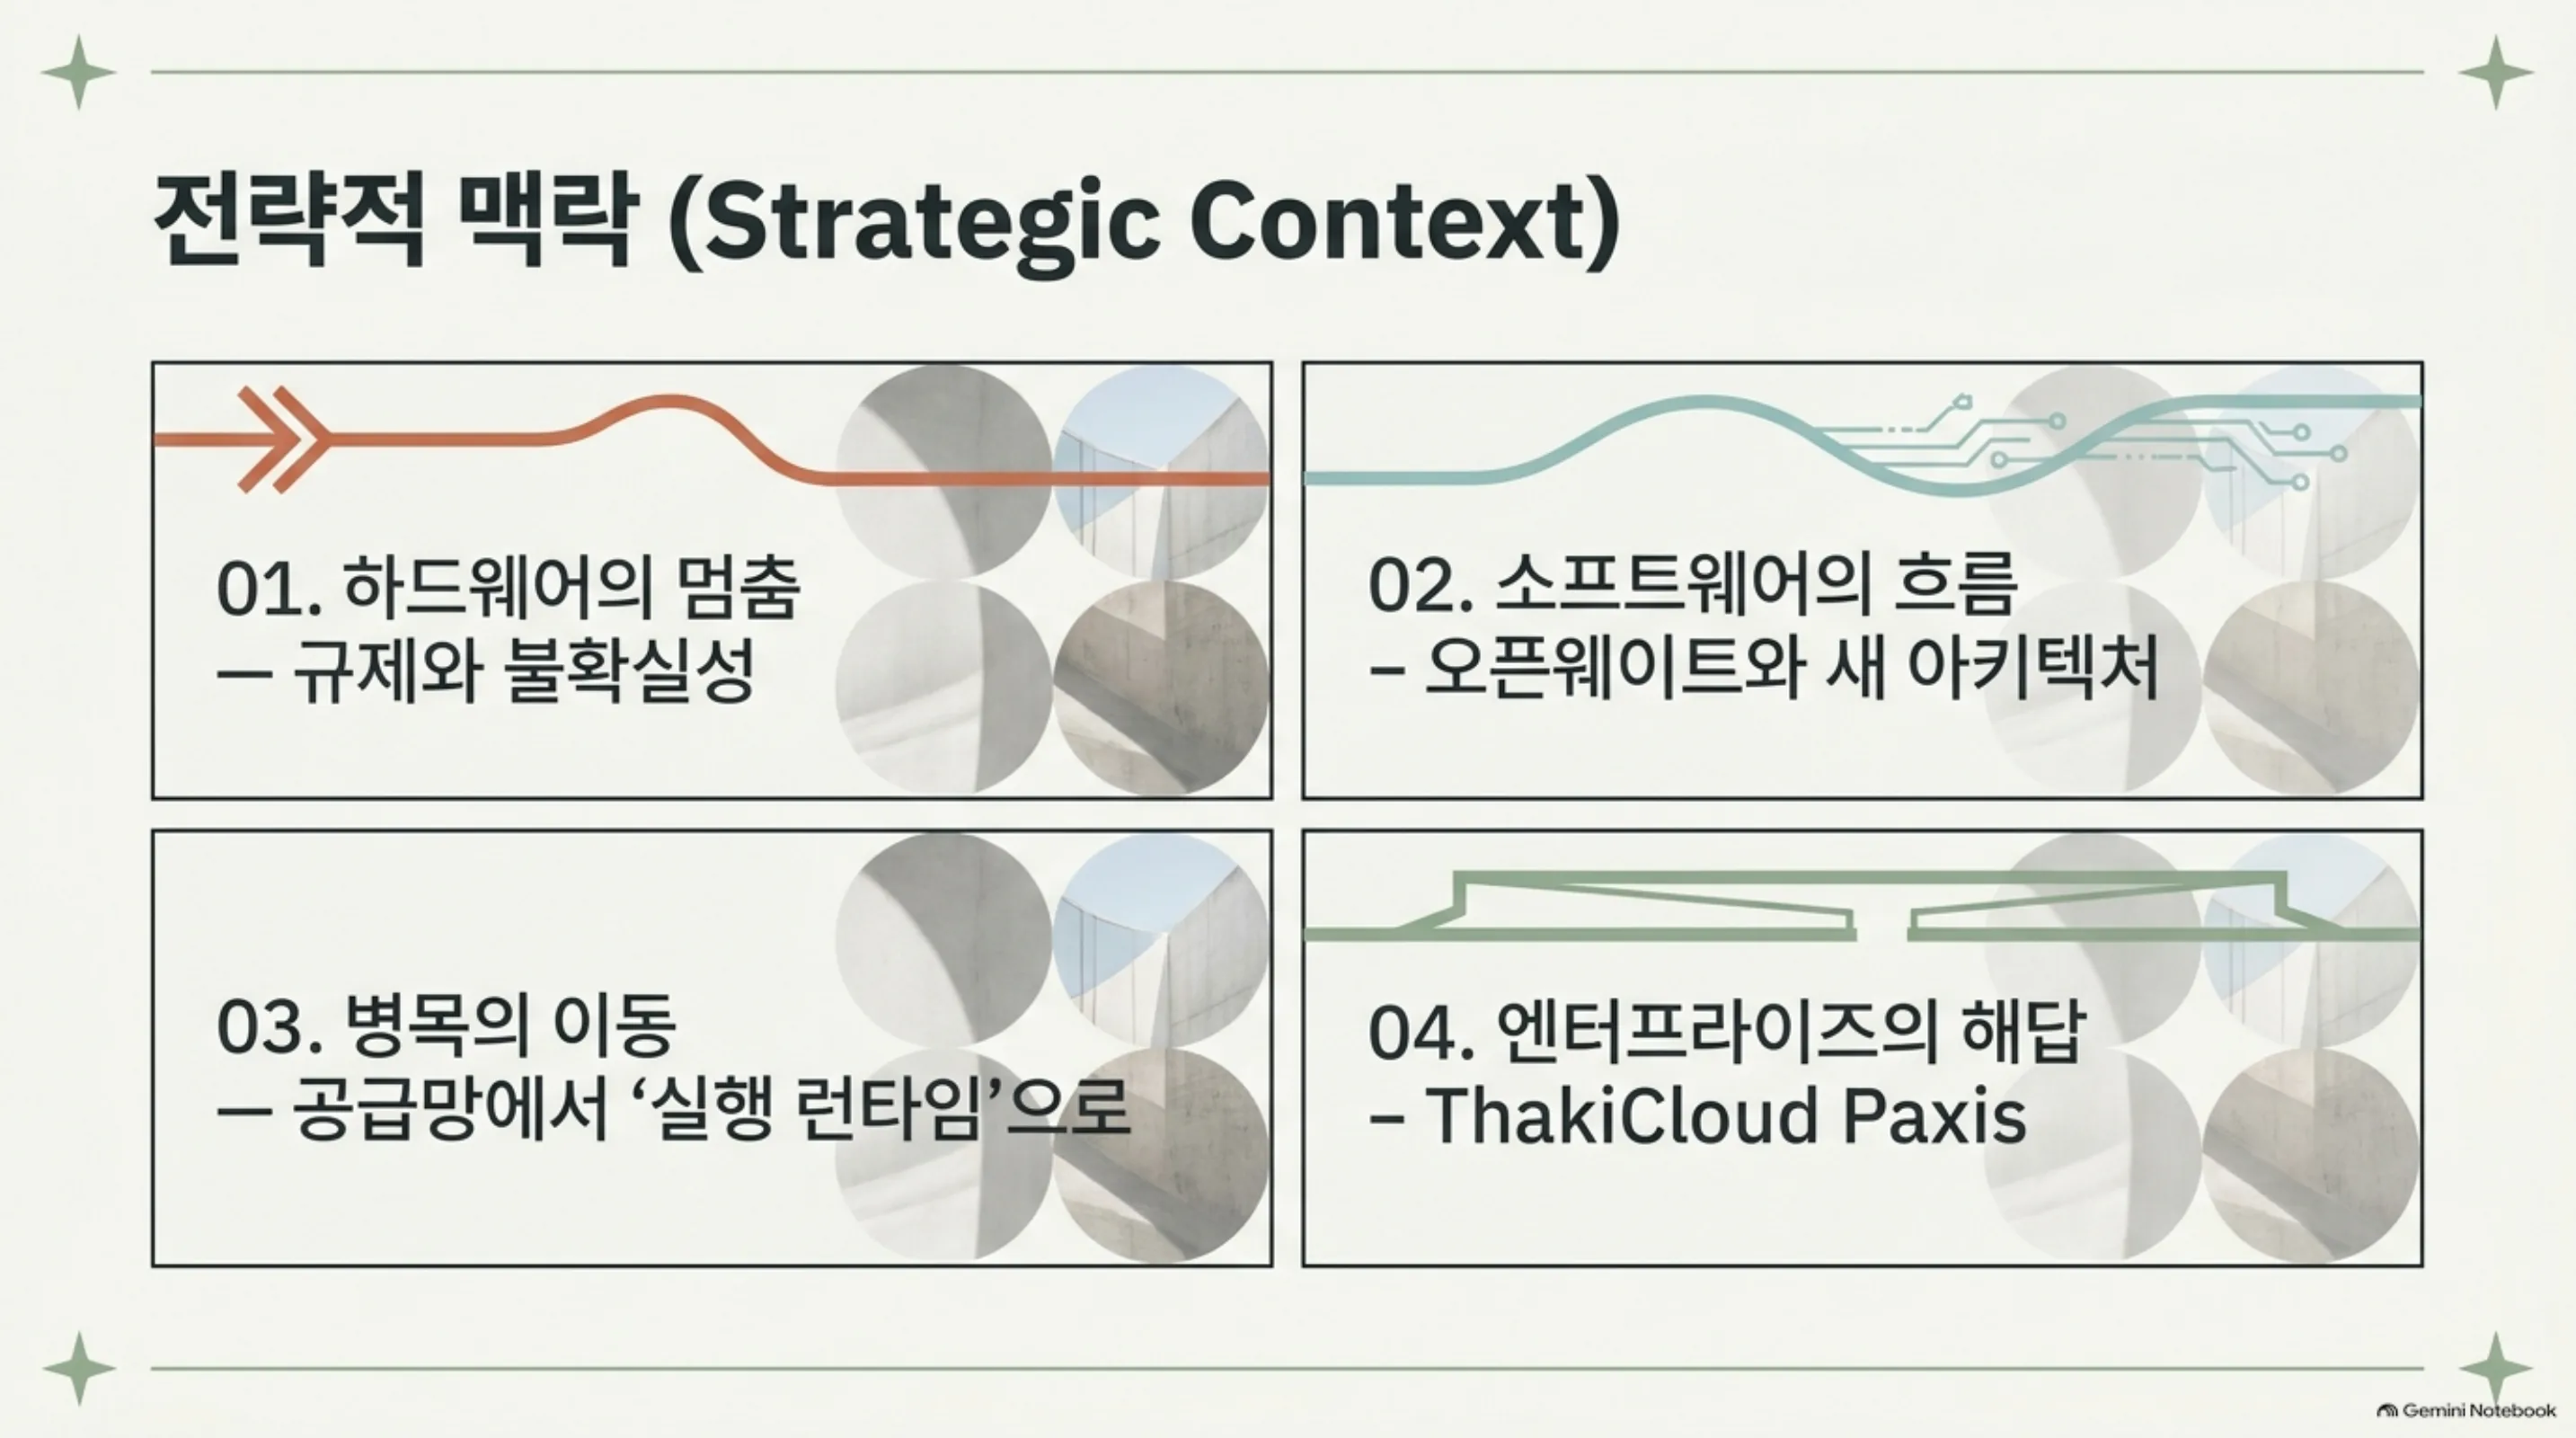 전략적 맥락 (Strategic Context)
01. 하드웨어의 멈춤
— 규제와 불확실성
02. 소프트웨어의 흐름
– 오픈웨이트와 새 아키텍처
03. 병목의 이동
— 공급망에서 ‘실행 런타임’으로
04. 엔터프라이즈의 해답
– ThakiCloud Paxis
Gemini Notebook